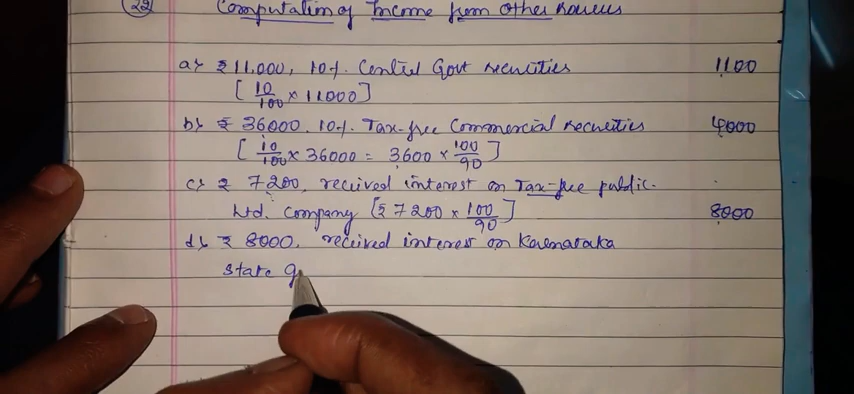 22 Computation of Income from Other Sources
a) ₹ 11,000, 10%. Central Govt securities 1100
[10/100 × 11000]
b) ₹ 36000. 10%. Tax-free Commercial securities 4000
[10/100 × 36000 = 3600 × 100/90]
c) ₹ 7200, received interest on Tax-free public.
Ltd. Company [₹ 7200 × 100/90] 8000
d) ₹ 8000, received interest on Karnataka
State g